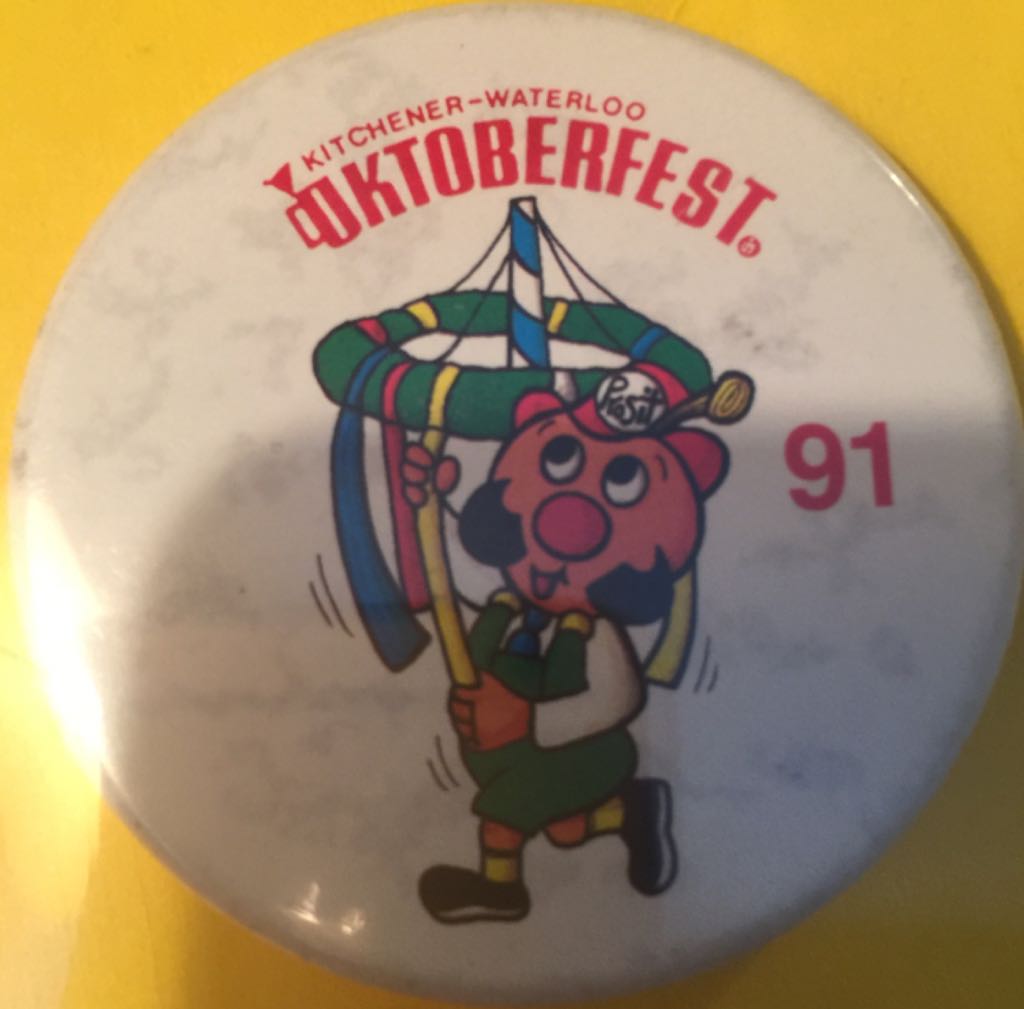 KITCHENER-WATERLOO
OKTOBERFEST
Prosit
91